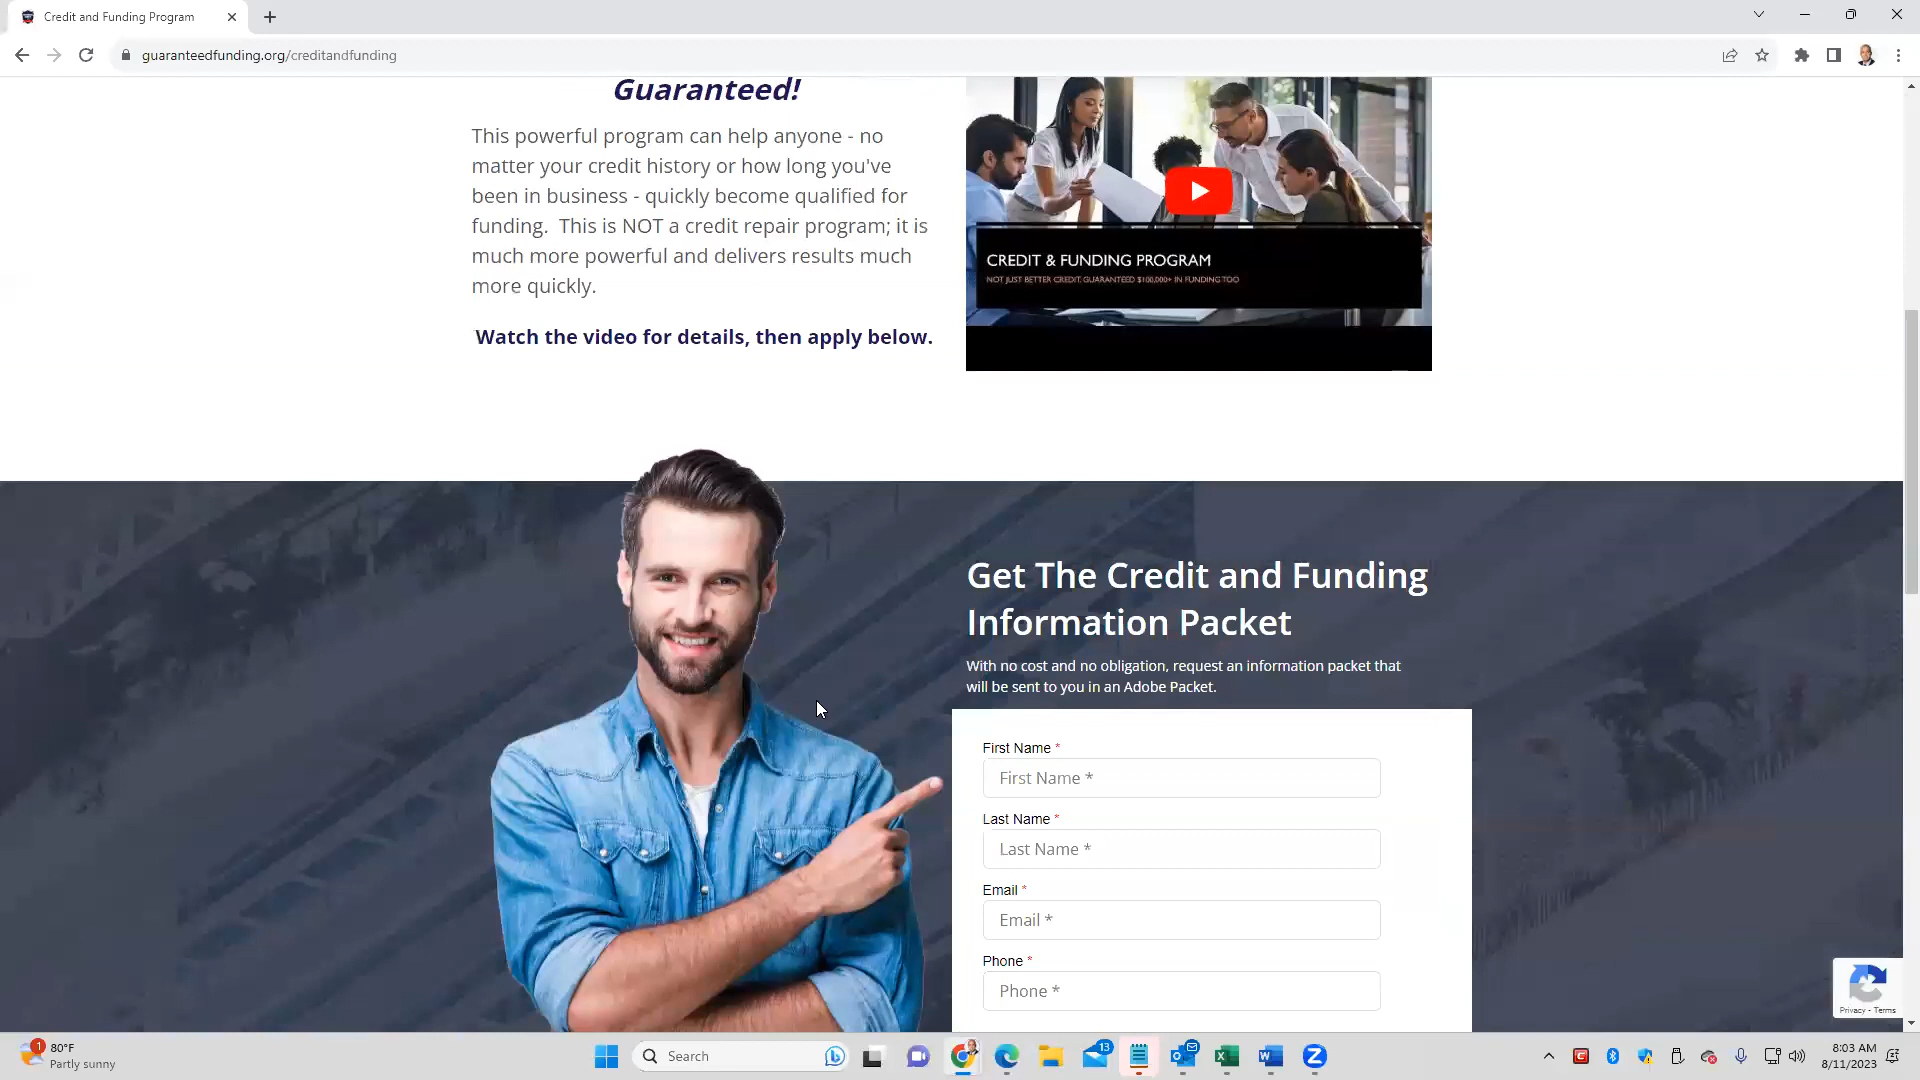 Credit and Funding Program
guaranteedfunding.org/creditandfunding
Guaranteed!
This powerful program can help anyone - no
matter your credit history or how long you've
been in business - quickly become qualified for
funding.  This is NOT a credit repair program; it is
much more powerful and delivers results much
more quickly.
Watch the video for details, then apply below.
CREDIT & FUNDING PROGRAM
NOT JUST BETTER CREDIT. GUARANTEED $100,000+ IN FUNDING TOO
Get The Credit and Funding
Information Packet
With no cost and no obligation, request an information packet that
will be sent to you in an Adobe Packet.
First Name *
First Name *
Last Name *
Last Name *
Email *
Email *
Phone *
Phone *
Privacy - Terms
1
80°F
Partly sunny
Search
13
8:03 AM
8/11/2023